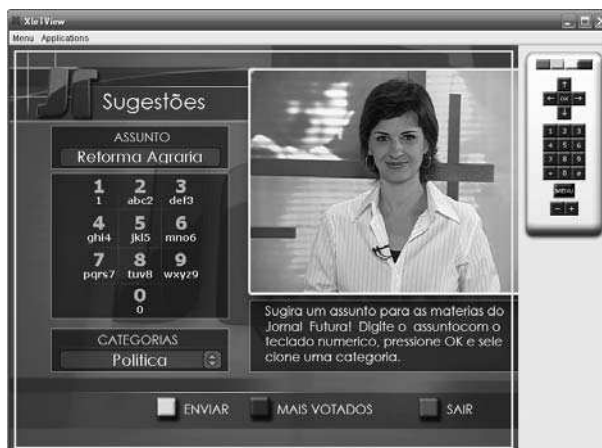 XleTView
Menu Applications
Sugestões
ASSUNTO
Reforma Agraria
1 2 3
1 abc2 def3
4 5 6
ghi4 jkl5 mno6
7 8 9
pqrs7 tuv8 wxyz9
0
0
CATEGORIAS
Política
Sugira um assunto para as materias do
Jornal Futura! Digite o assuntocom o
teclado numerico, pressione OK e sele
cione uma categoria.
ENVIAR MAIS VOTADOS SAIR
OK
1 2 3
4 5 6
7 8 9
* 0 #
MENU
- +